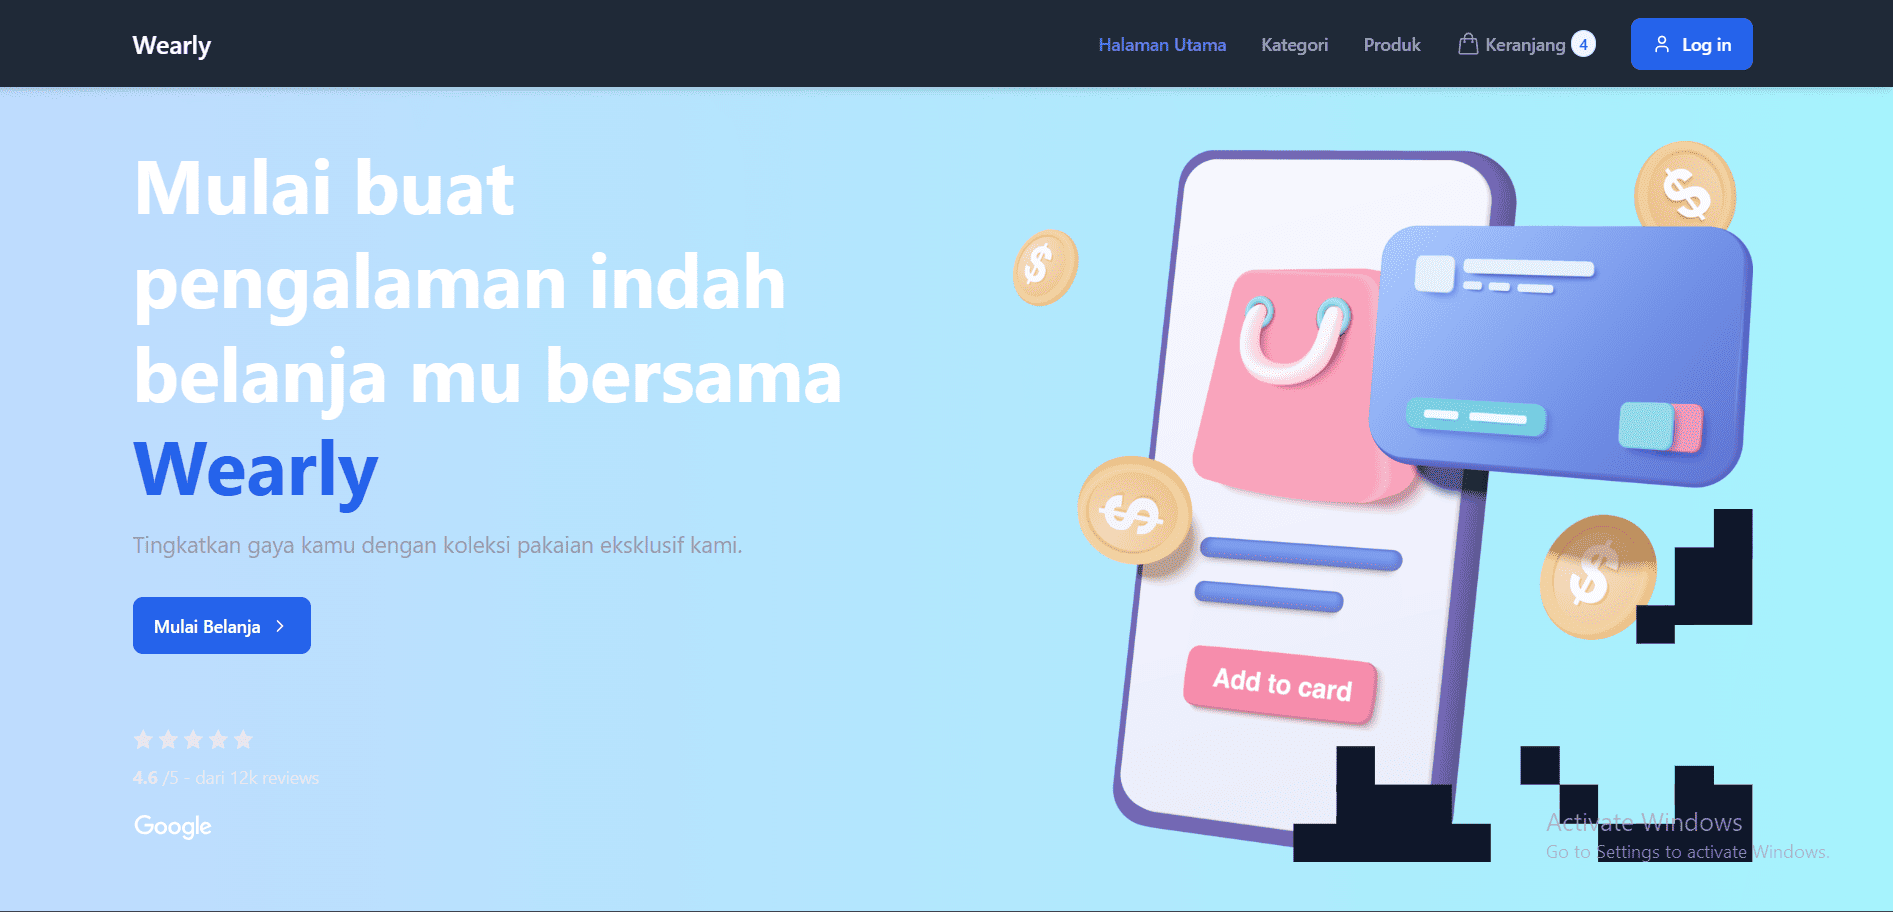 Wearly
Halaman Utama
Kategori
Produk
Keranjang 4
Log in
Mulai buat
pengalaman indah
belanja mu bersama
Wearly
Tingkatkan gaya kamu dengan koleksi pakaian eksklusif kami.
Mulai Belanja
4.6 /5 - dari 12k reviews
Google
$
$
$
$
Add to card
Activate Windows
Go to Settings to activate Windows.